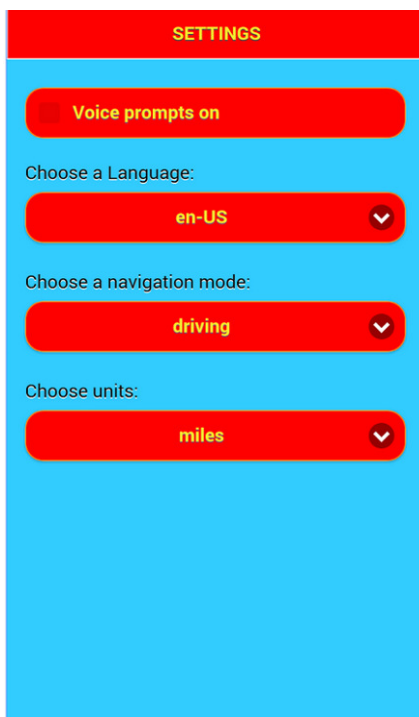 SETTINGS
Voice prompts on
Choose a Language:
en-US
Choose a navigation mode:
driving
Choose units:
miles